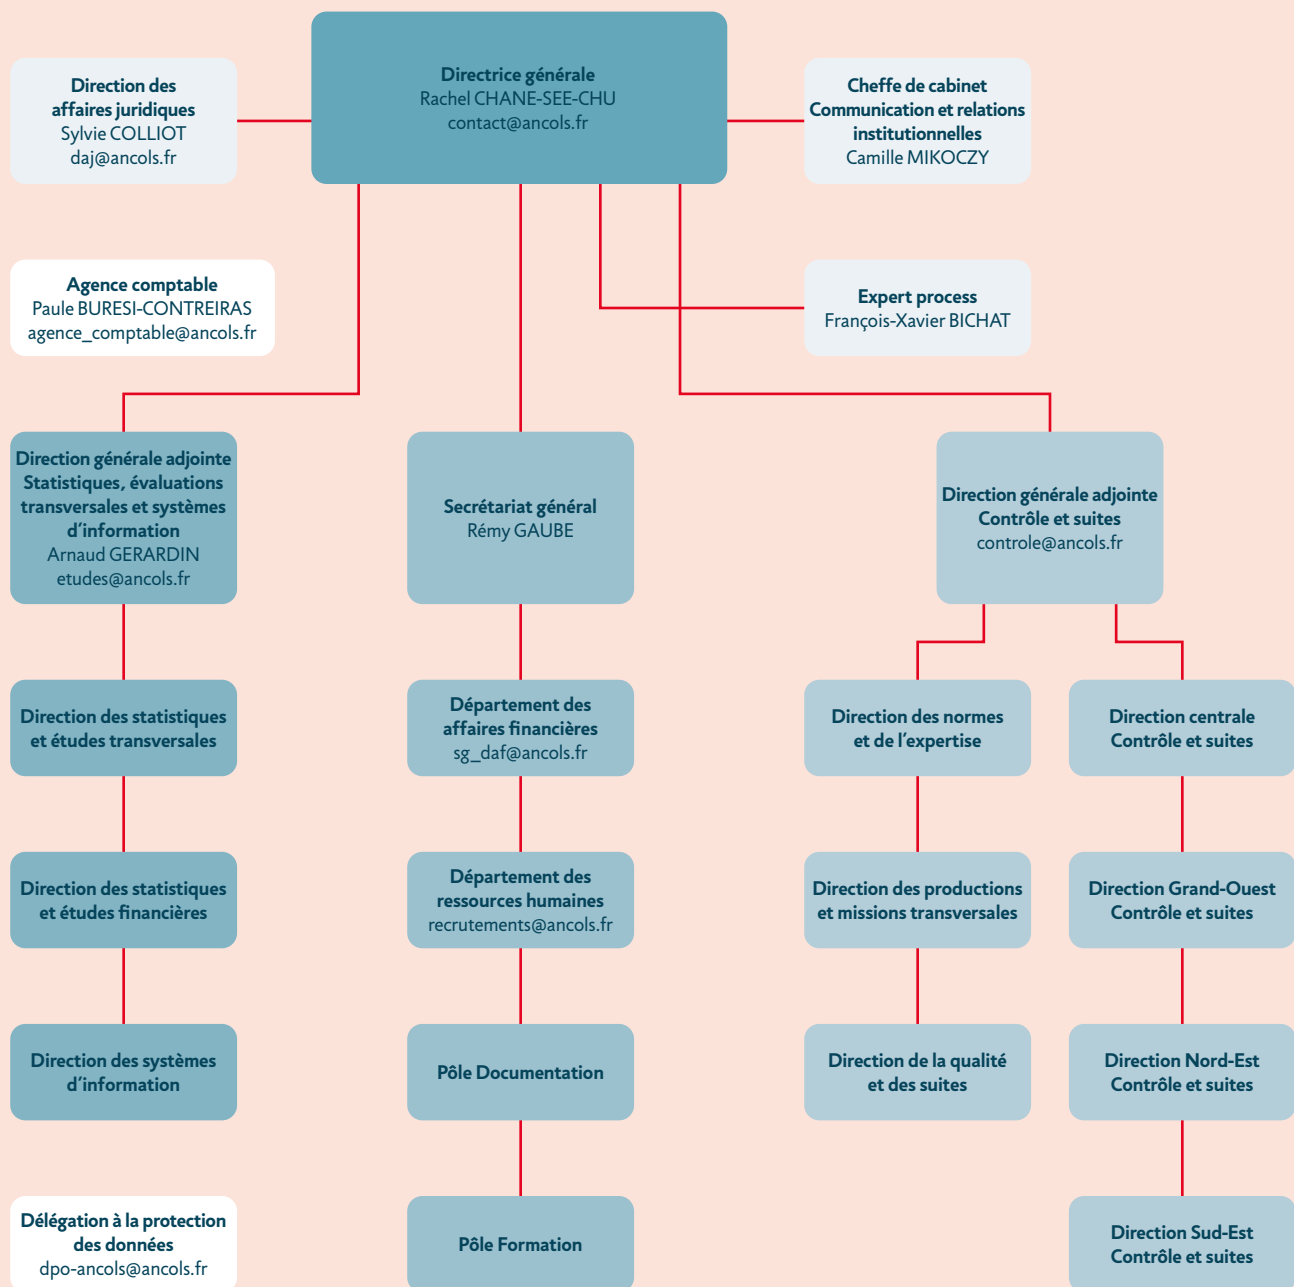 Directrice générale
Rachel CHANE-SEE-CHU
contact@ancols.fr
Direction des
affaires juridiques
Sylvie COLLIOT
daj@ancols.fr
Cheffe de cabinet
Communication et relations
institutionnelles
Camille MIKOCZY
Agence comptable
Paule BURESI-CONTREIRAS
agence_comptable@ancols.fr
Expert process
François-Xavier BICHAT
Direction générale adjointe
Statistiques, évaluations
transversales et systèmes
d'information
Arnaud GERARDIN
etudes@ancols.fr
Secrétariat général
Rémy GAUBE
Direction générale adjointe
Contrôle et suites
controle@ancols.fr
Direction des statistiques
et études transversales
Département des
affaires financières
sg_daf@ancols.fr
Direction des normes
et de l'expertise
Direction centrale
Contrôle et suites
Direction des statistiques
et études financières
Département des
ressources humaines
recrutements@ancols.fr
Direction des productions
et missions transversales
Direction Grand-Ouest
Contrôle et suites
Direction des systèmes
d'information
Pôle Documentation
Direction de la qualité
et des suites
Direction Nord-Est
Contrôle et suites
Délégation à la protection
des données
dpo-ancols@ancols.fr
Pôle Formation
Direction Sud-Est
Contrôle et suites